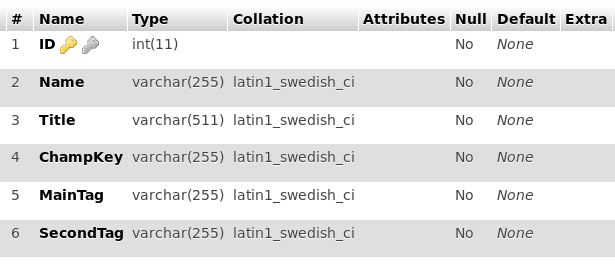 # Name Type Collation Attributes Null Default Extra
1 ID int(11) No None
2 Name varchar(255) latin1_swedish_ci No None
3 Title varchar(511) latin1_swedish_ci No None
4 ChampKey varchar(255) latin1_swedish_ci No None
5 MainTag varchar(255) latin1_swedish_ci No None
6 SecondTag varchar(255) latin1_swedish_ci No None